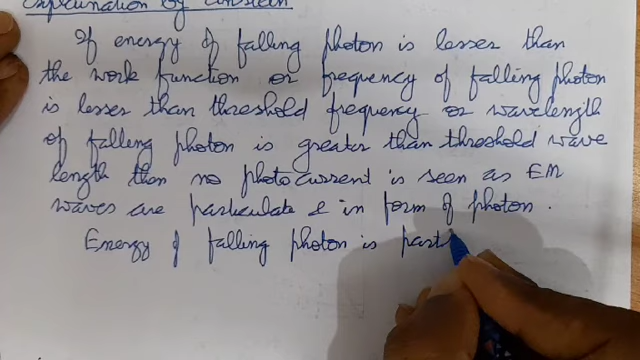 Explanation by Einstein
If energy of falling photon is lesser than
the work function or frequency of falling photon
is lesser than threshold frequency or wavelength
of falling photon is greater than threshold wave
length then no photocurrent is seen as EM
waves are particulate & in form of photon.
Energy of falling photon is part